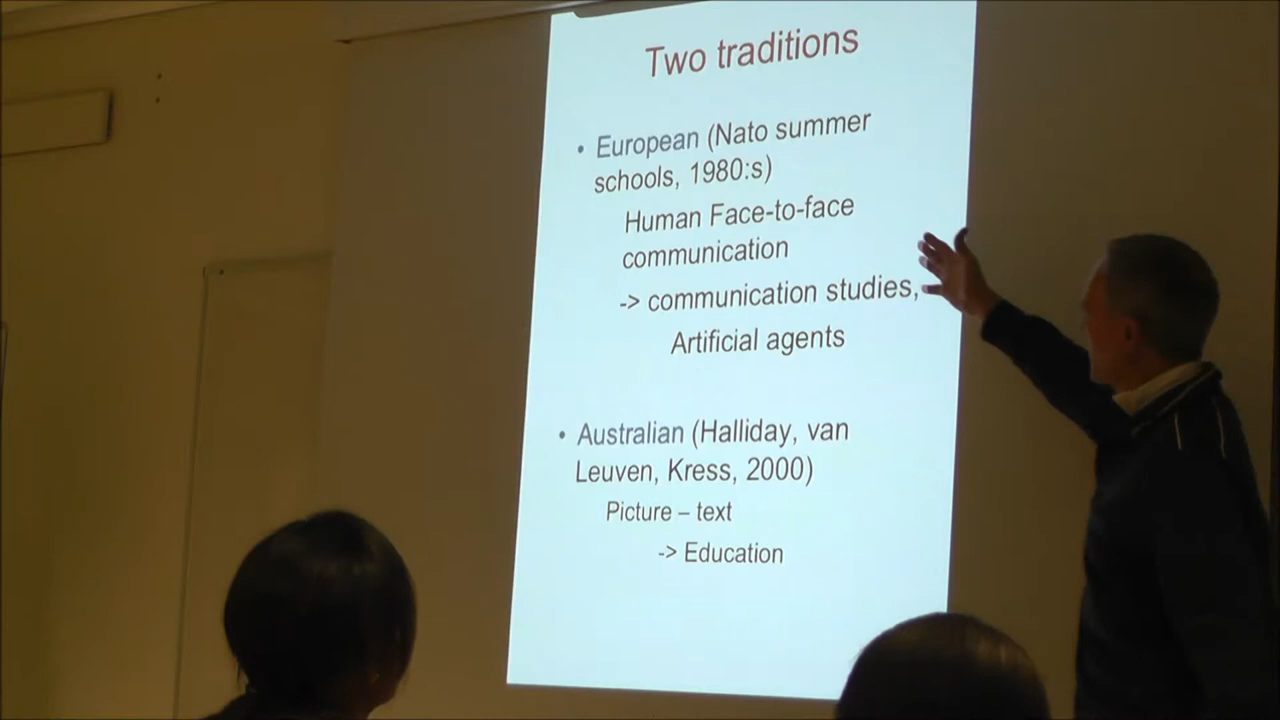 Two traditions
• European (Nato summer
schools, 1980:s)
Human Face-to-face
communication
-> communication studies,
Artificial agents
• Australian (Halliday, van
Leuven, Kress, 2000)
Picture – text
-> Education